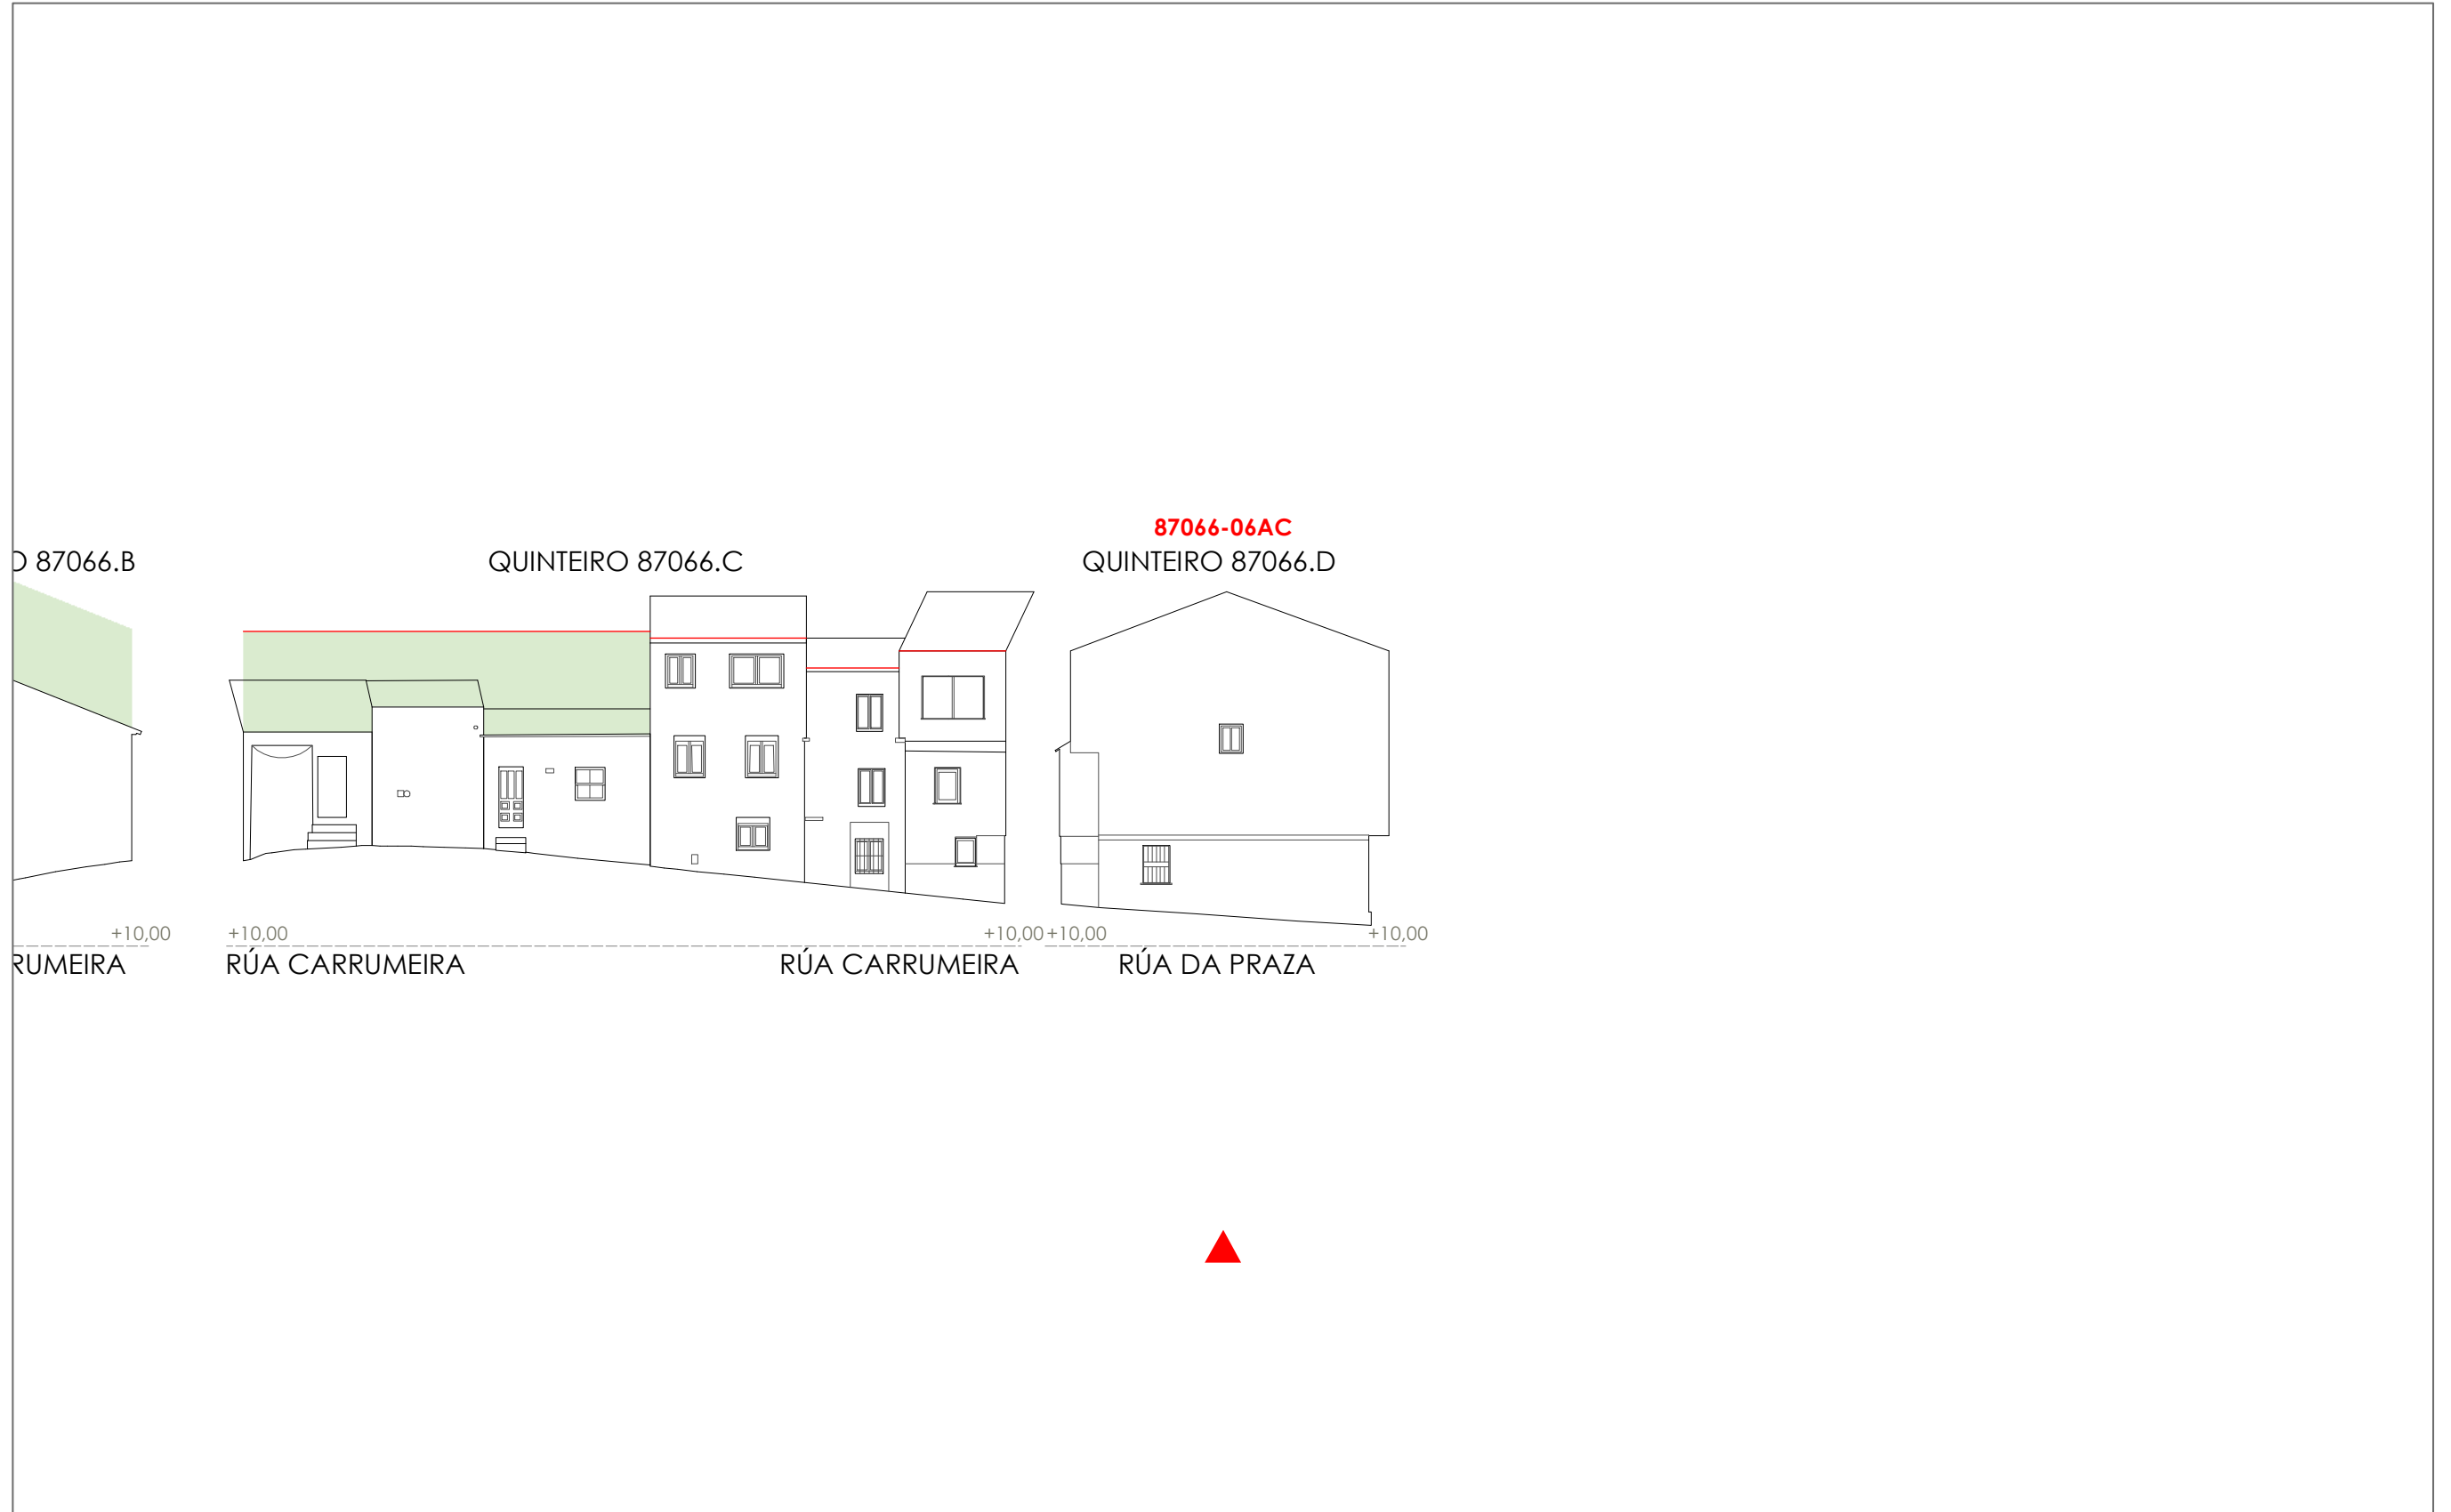 87066-06AC
87066.B
QUINTEIRO 87066.C
QUINTEIRO 87066.D
+10,00
+10,00
+10,00
+10,00
+10,00
RUMEIRA
RÚA CARRUMEIRA
RÚA CARRUMEIRA
RÚA DA PRAZA